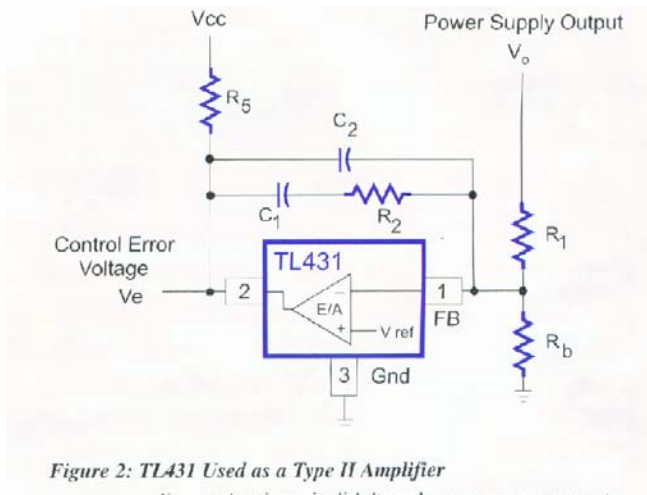 Vcc
Power Supply Output
Vo
R5
C2
C1
R2
R1
Control Error
Voltage
TL431
Ve
2
E/A
−
+
V ref
1
FB
Rb
3
Gnd
Figure 2: TL431 Used as a Type II Amplifier